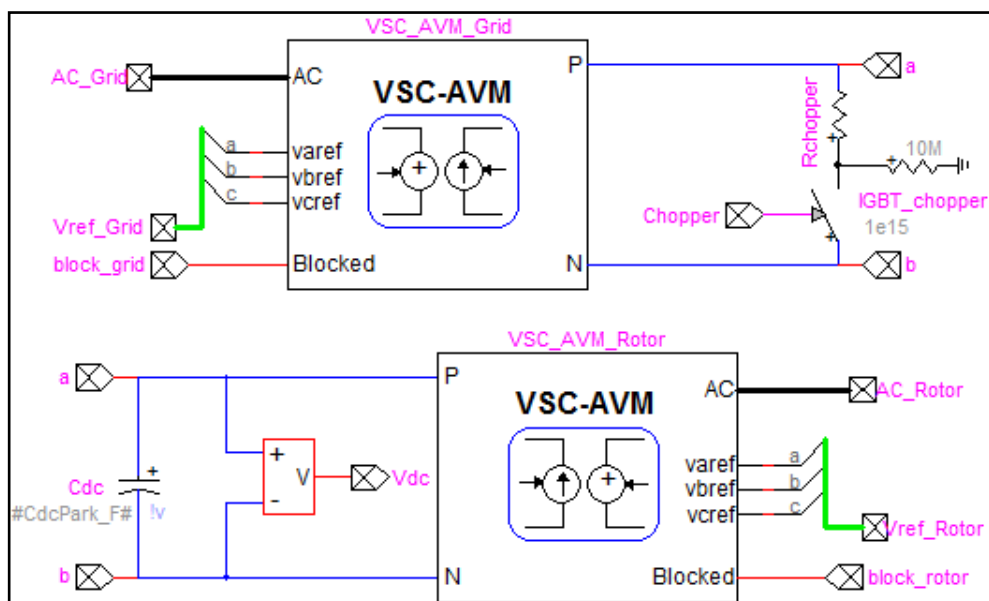 VSC_AVM_Grid
AC_Grid
AC
P
a
VSC-AVM
Rchopper
+
10M
+
+
a
varef
b
vbref
c
vcref
Vref_Grid
Chopper
IGBT_chopper
1e15
+
block_grid
Blocked
N
b
VSC_AVM_Rotor
a
P
AC
AC_Rotor
VSC-AVM
+
V
Vdc
-
+
Cdc
#CdcPark_F#
!v
+
varef
a
vbref
b
vcref
c
Vref_Rotor
b
N
Blocked
block_rotor